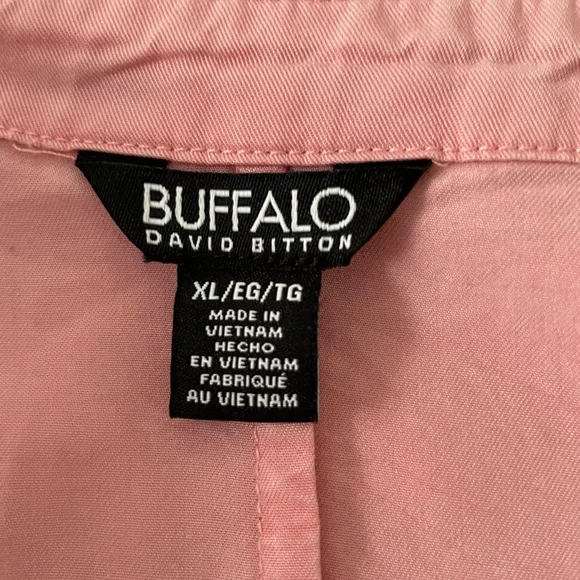 BUFFALO
DAVID BITTON
XL/EG/TG
MADE IN
VIETNAM
HECHO
EN VIETNAM
FABRIQUÉ
AU VIETNAM